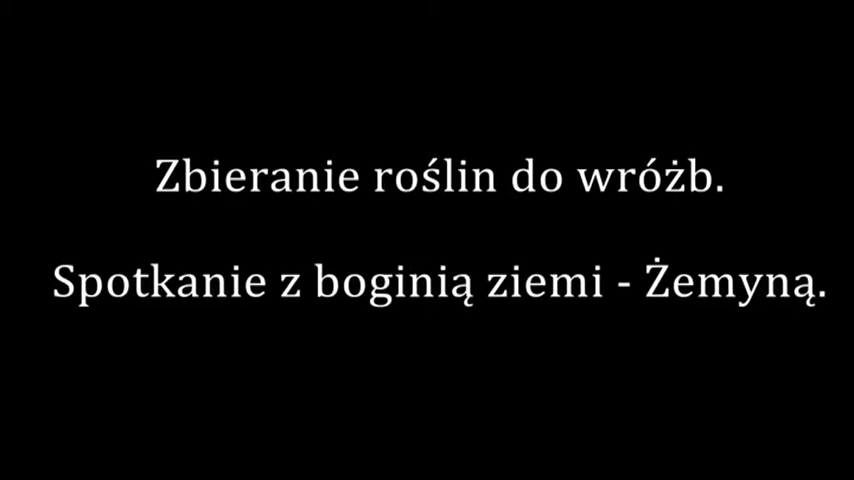 Zbieranie roślin do wróżb.
Spotkanie z boginią ziemi - Żemyną.